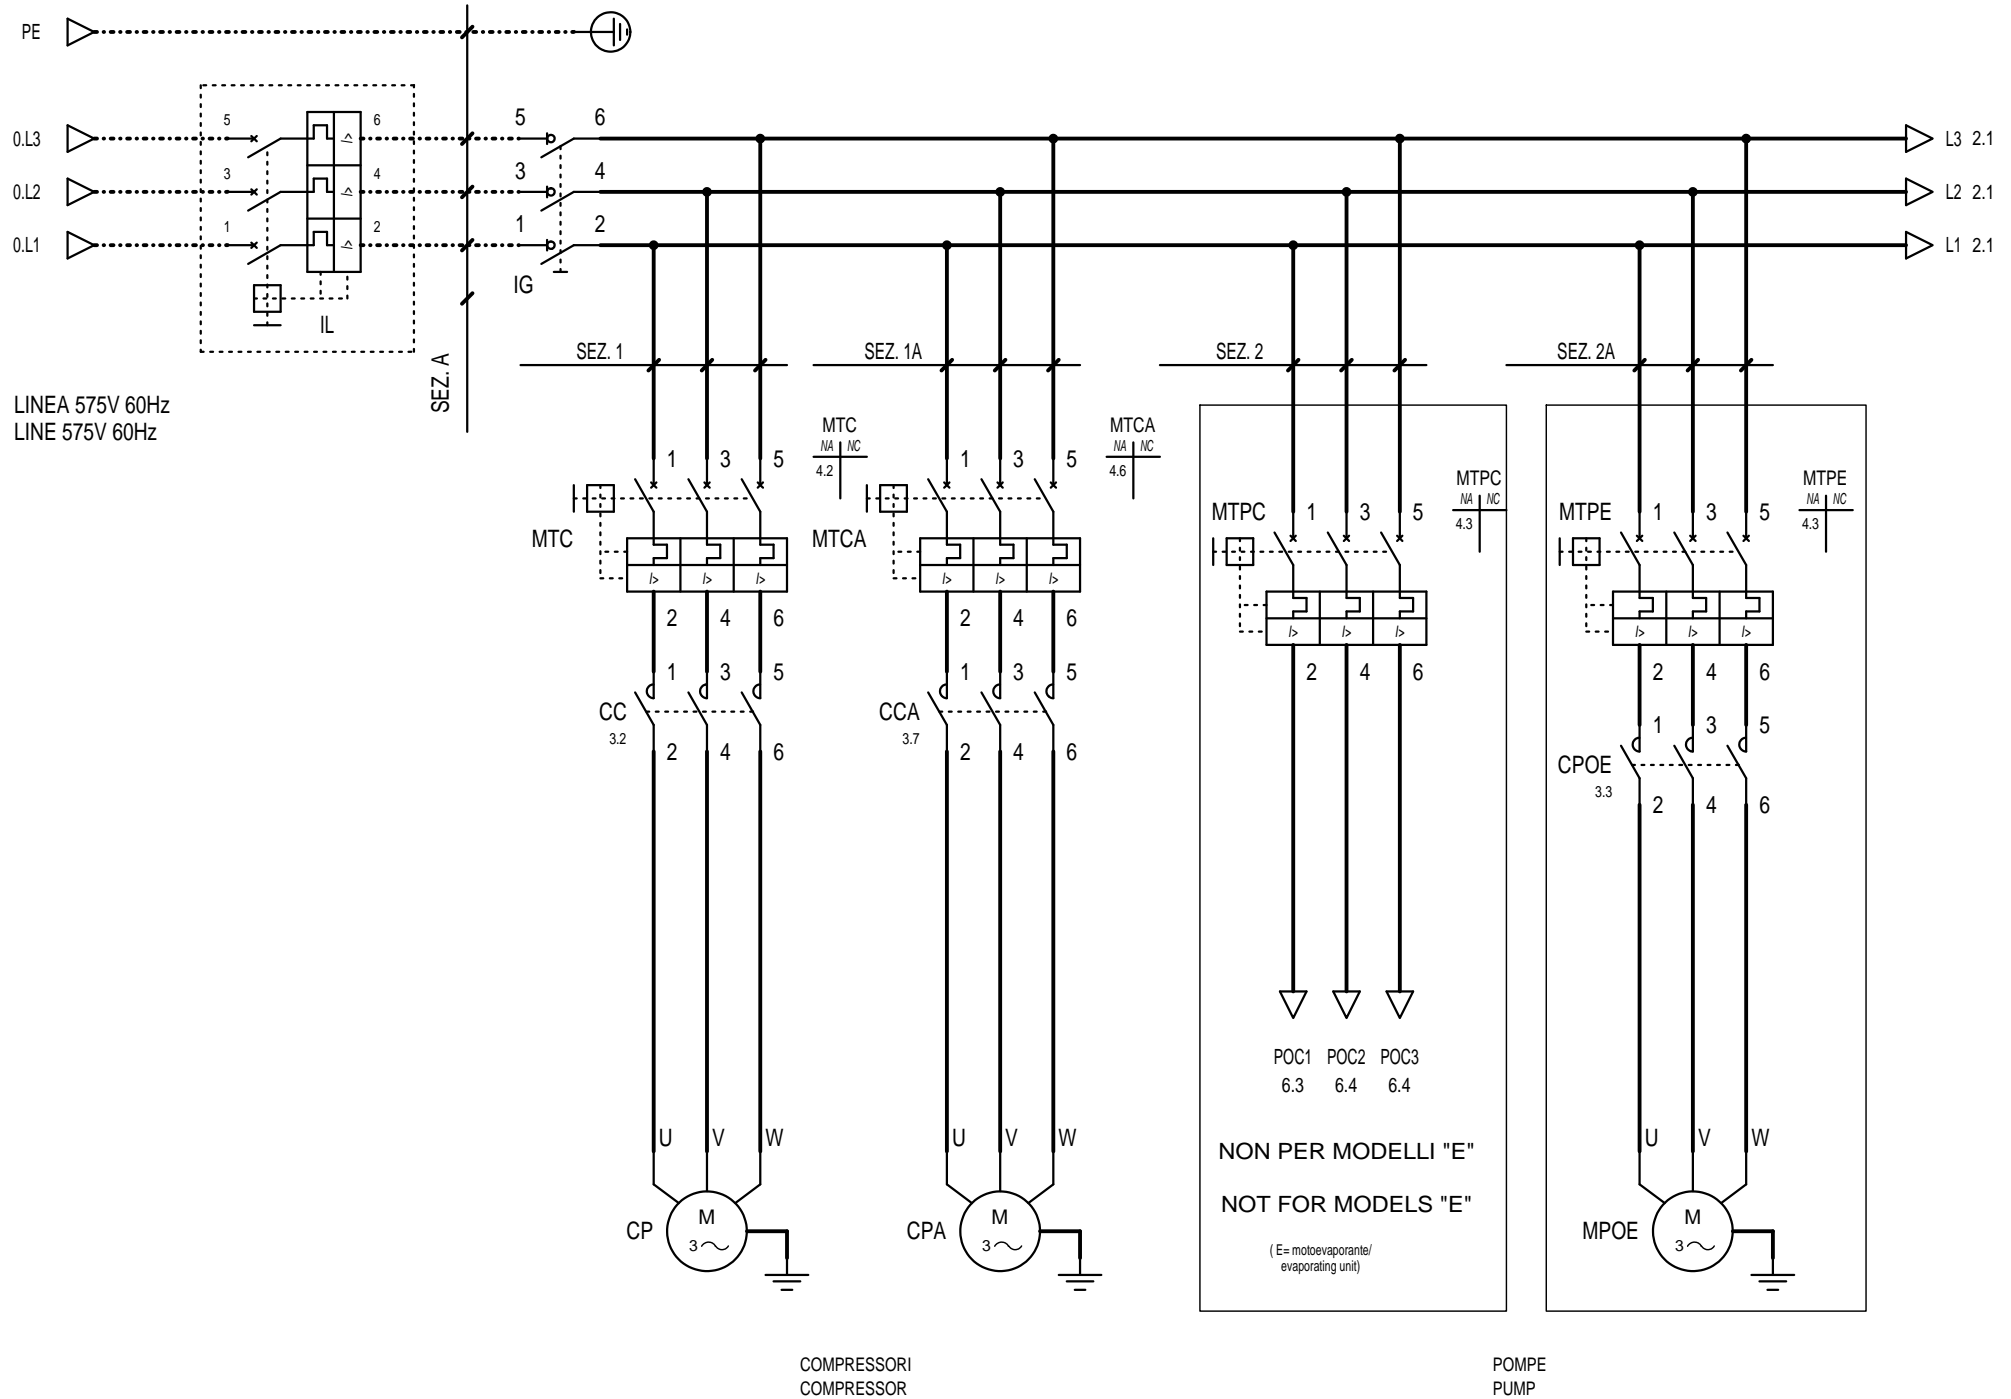 PE
0.L3 5 6 5 6 L3 2.1
0.L2 3 4 3 4 L2 2.1
0.L1 1 2 1 2 L1 2.1
I> I> I>
IG
IL
SEZ. A
LINEA 575V 60Hz
LINE 575V 60Hz
SEZ. 1 SEZ. 1A SEZ. 2 SEZ. 2A
MTC
NA NC
4.2
MTCA
NA NC
4.6
MTPC
NA NC
4.3
MTPE
NA NC
4.3
1 3 5
MTC
I> I> I>
2 4 6
1 3 5
CC
3.2
2 4 6
U V W
CP
M
3
1 3 5
MTCA
I> I> I>
2 4 6
1 3 5
CCA
3.7
2 4 6
U V W
CPA
M
3
MTPC 1 3 5
I> I> I>
2 4 6
POC1 POC2 POC3
6.3 6.4 6.4
NON PER MODELLI "E"
NOT FOR MODELS "E"
( E= motoevaporante/
evaporating unit)
MTPE 1 3 5
I> I> I>
2 4 6
1 3 5
CPOE
3.3
2 4 6
U V W
MPOE
M
3
COMPRESSORI
COMPRESSOR
POMPE
PUMP